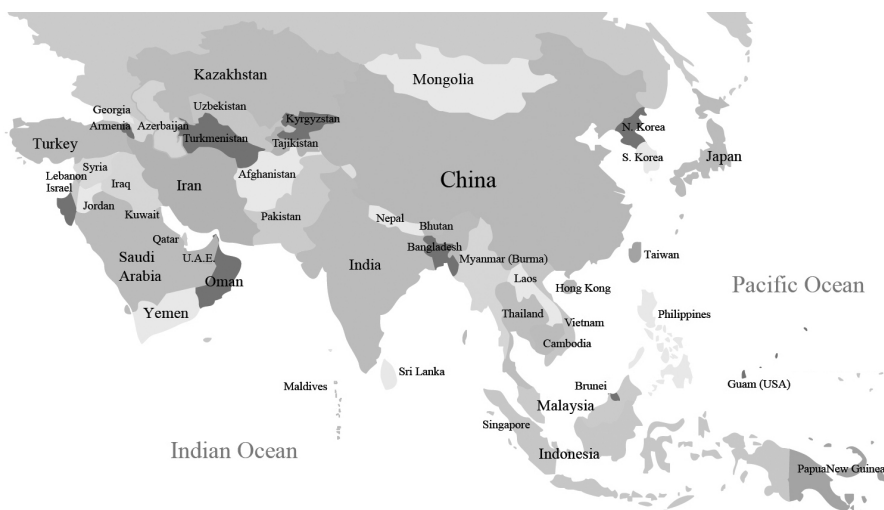 Kazakhstan
Mongolia
Georgia
Uzbekistan
Armenia
Azerbaijan
Kyrgyzstan
Turkmenistan
N. Korea
Turkey
Tajikistan
S. Korea
Japan
Syria
Lebanon
Israel
Iraq
Iran
Afghanistan
China
Jordan
Kuwait
Pakistan
Nepal
Bhutan
Qatar
Bangladesh
Saudi
Arabia
U.A.E.
India
Myanmar (Burma)
Taiwan
Oman
Laos
Hong Kong
Pacific Ocean
Yemen
Thailand
Vietnam
Philippines
Cambodia
Sri Lanka
Maldives
Brunei
Guam (USA)
Malaysia
Singapore
Indian Ocean
Indonesia
PapuaNew Guinea